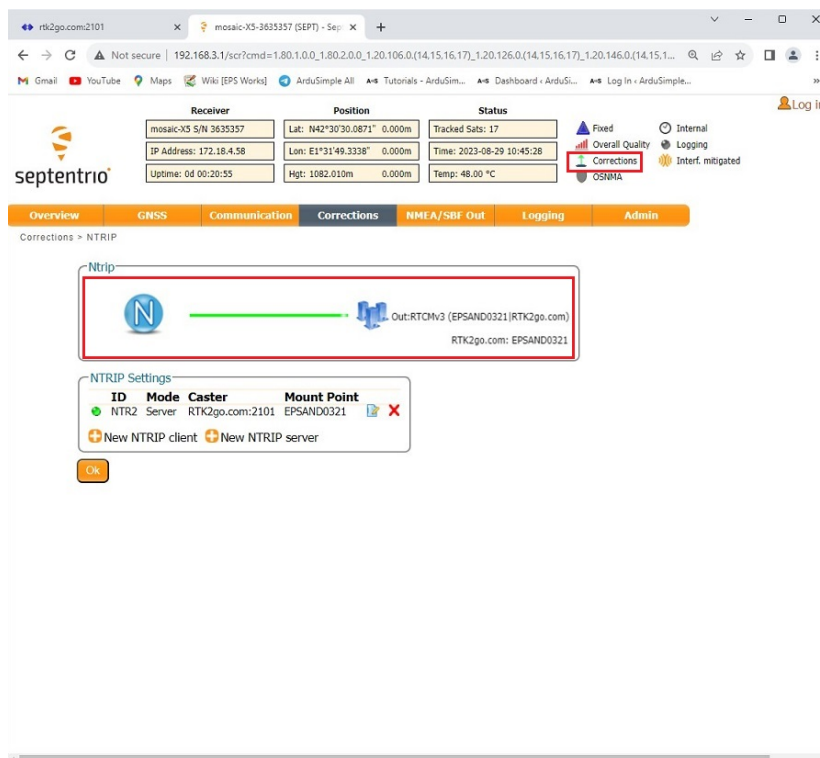 rtk2go.com:2101
mosaic-X5-3635357 (SEPT) - Sep
Not secure | 192.168.3.1/scr?cmd=1.80.1.0.0_1.80.2.0.0_1.20.106.0.(14,15,16,17)_1.20.126.0.(14,15,16,17)_1.20.146.0.(14,15,1...
Gmail YouTube Maps Wiki [EPS Works] ArduSimple All Tutorials - ArduSim... Dashboard ‹ ArduSi... Log In ‹ ArduSimple... »
Receiver Position Status Log in
mosaic-X5 S/N 3635357 Lat: N42°30'30.0871" 0.000m Tracked Sats: 17 Fixed Internal
IP Address: 172.18.4.58 Lon: E1°31'49.3338" 0.000m Time: 2023-08-29 10:45:28 Overall Quality Logging
Corrections Interf. mitigated
septentrio Uptime: 0d 00:20:55 Hgt: 1082.010m 0.000m Temp: 48.00 °C OSNMA
Overview GNSS Communication Corrections NMEA/SBF Out Logging Admin
Corrections > NTRIP
Ntrip
N Out:RTCMv3 (EPSAND0321|RTK2go.com)
RTK2go.com: EPSAND0321
NTRIP Settings
ID Mode Caster Mount Point
NTR2 Server RTK2go.com:2101 EPSAND0321
New NTRIP client New NTRIP server
Ok